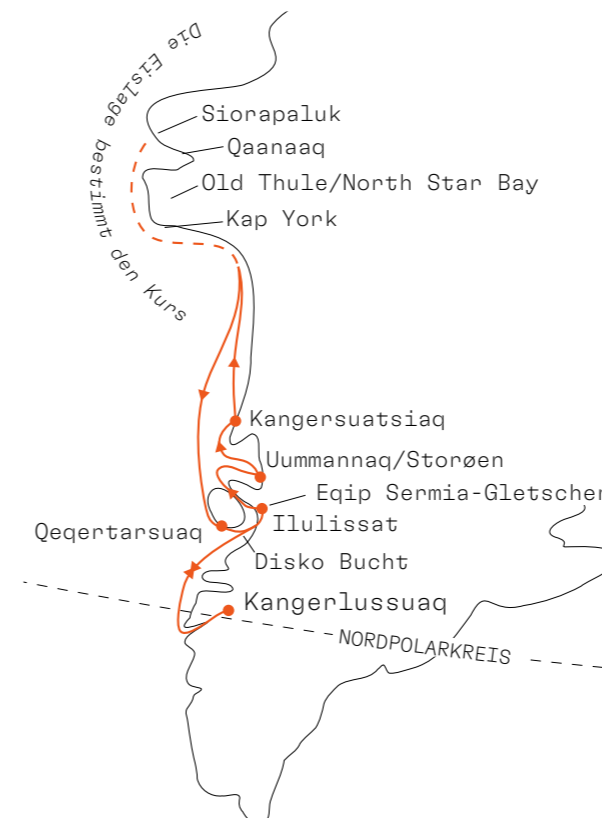 Die Eislage bestimmt den Kurs
Siorapaluk
Qaanaaq
Old Thule/North Star Bay
Kap York
Kangersuatsiaq
Uummannaq/Storøen
Eqip Sermia-Gletscher
Ilulissat
Qeqertarsuaq
Disko Bucht
Kangerlussuaq
NORDPOLARKREIS